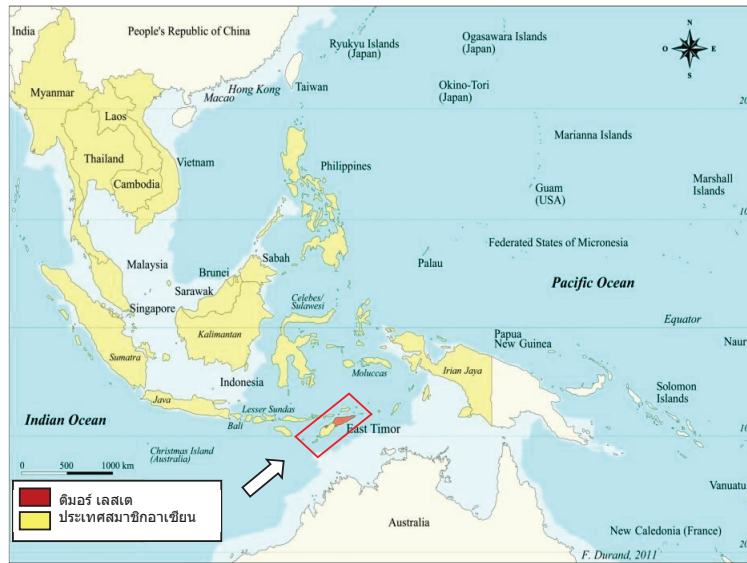 India
People's Republic of China
Ryukyu Islands
(Japan)
Ogasawara Islands
(Japan)
N
O
E
S
Myanmar
Macao
Hong Kong
Taiwan
Okino-Tori
(Japan)
20
Laos
Marianna Islands
Thailand
Vietnam
Philippines
Cambodia
Guam
(USA)
Marshall
Islands
10
Federated States of Micronesia
Malaysia
Brunei
Sabah
Palau
Sarawak
Pacific Ocean
Singapore
Celebes/
Sulawesi
Equator
Kalimantan
Papua
New Guinea
Naur
Sumatra
Moluccas
Irian Jaya
Indonesia
Solomon
Islands
Java
Lesser Sundas
Indian Ocean
Bali
East Timor
10
Christmas Island
(Australia)
0 500 1000 km
Vanuatu
ติมอร์ เลสเต
ประเทศสมาชิกอาเซียน
Australia
New Caledonia (France)
20
F. Durand, 2011